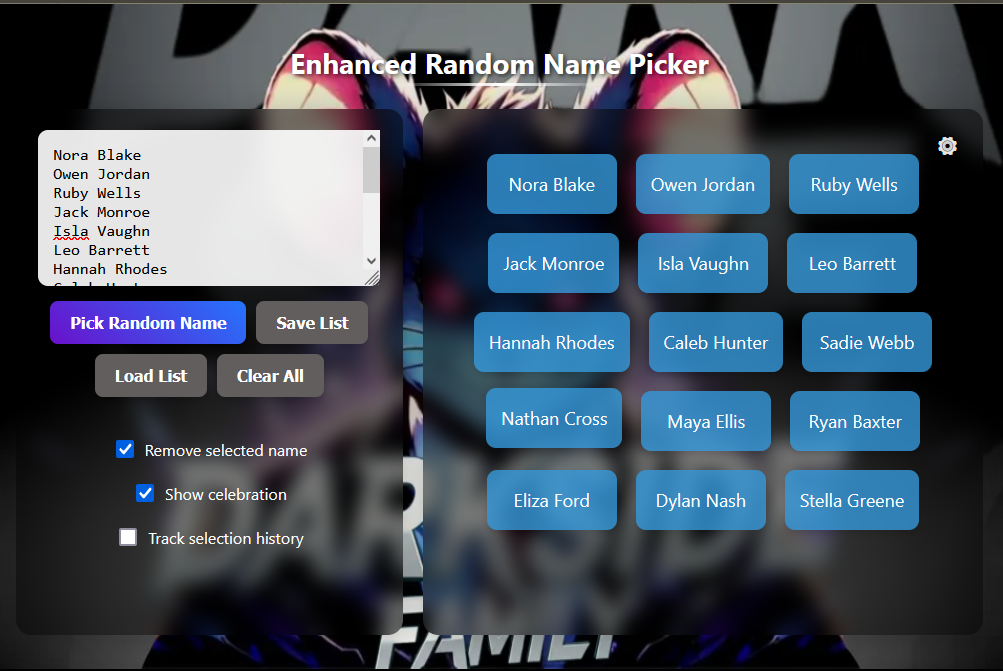 DARK
Enhanced Random Name Picker
Nora Blake
Owen Jordan
Ruby Wells
Jack Monroe
Isla Vaughn
Leo Barrett
Hannah Rhodes
Pick Random Name
Save List
Load List
Clear All
Remove selected name
Show celebration
Track selection history
Nora Blake Owen Jordan Ruby Wells
Jack Monroe Isla Vaughn Leo Barrett
Hannah Rhodes Caleb Hunter Sadie Webb
Nathan Cross Maya Ellis Ryan Baxter
Eliza Ford Dylan Nash Stella Greene
DARKSIDE
FAMILY